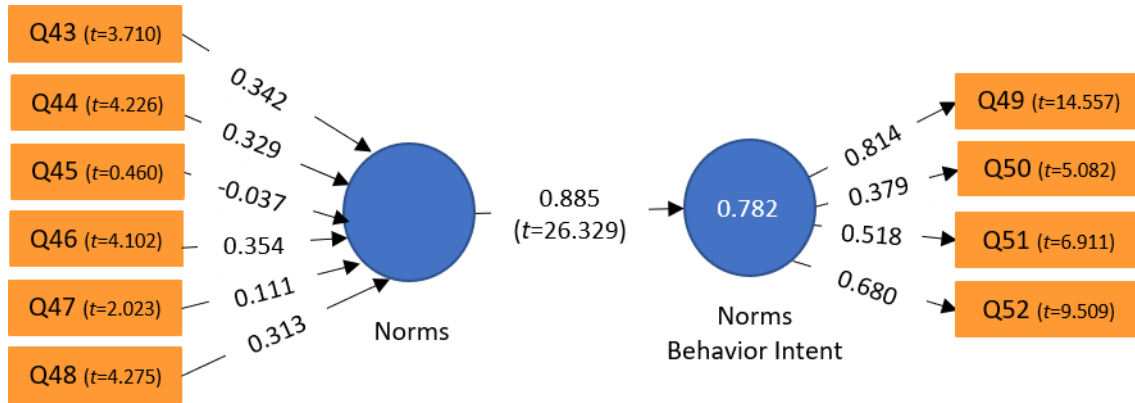 Q43 (t=3.710)
Q44 (t=4.226)
Q45 (t=0.460)
Q46 (t=4.102)
Q47 (t=2.023)
Q48 (t=4.275)
0.342
0.329
-0.037
0.354
0.111
0.313
Norms
0.885
(t=26.329)
0.782
Norms
Behavior Intent
0.814
0.379
0.518
0.680
Q49 (t=14.557)
Q50 (t=5.082)
Q51 (t=6.911)
Q52 (t=9.509)